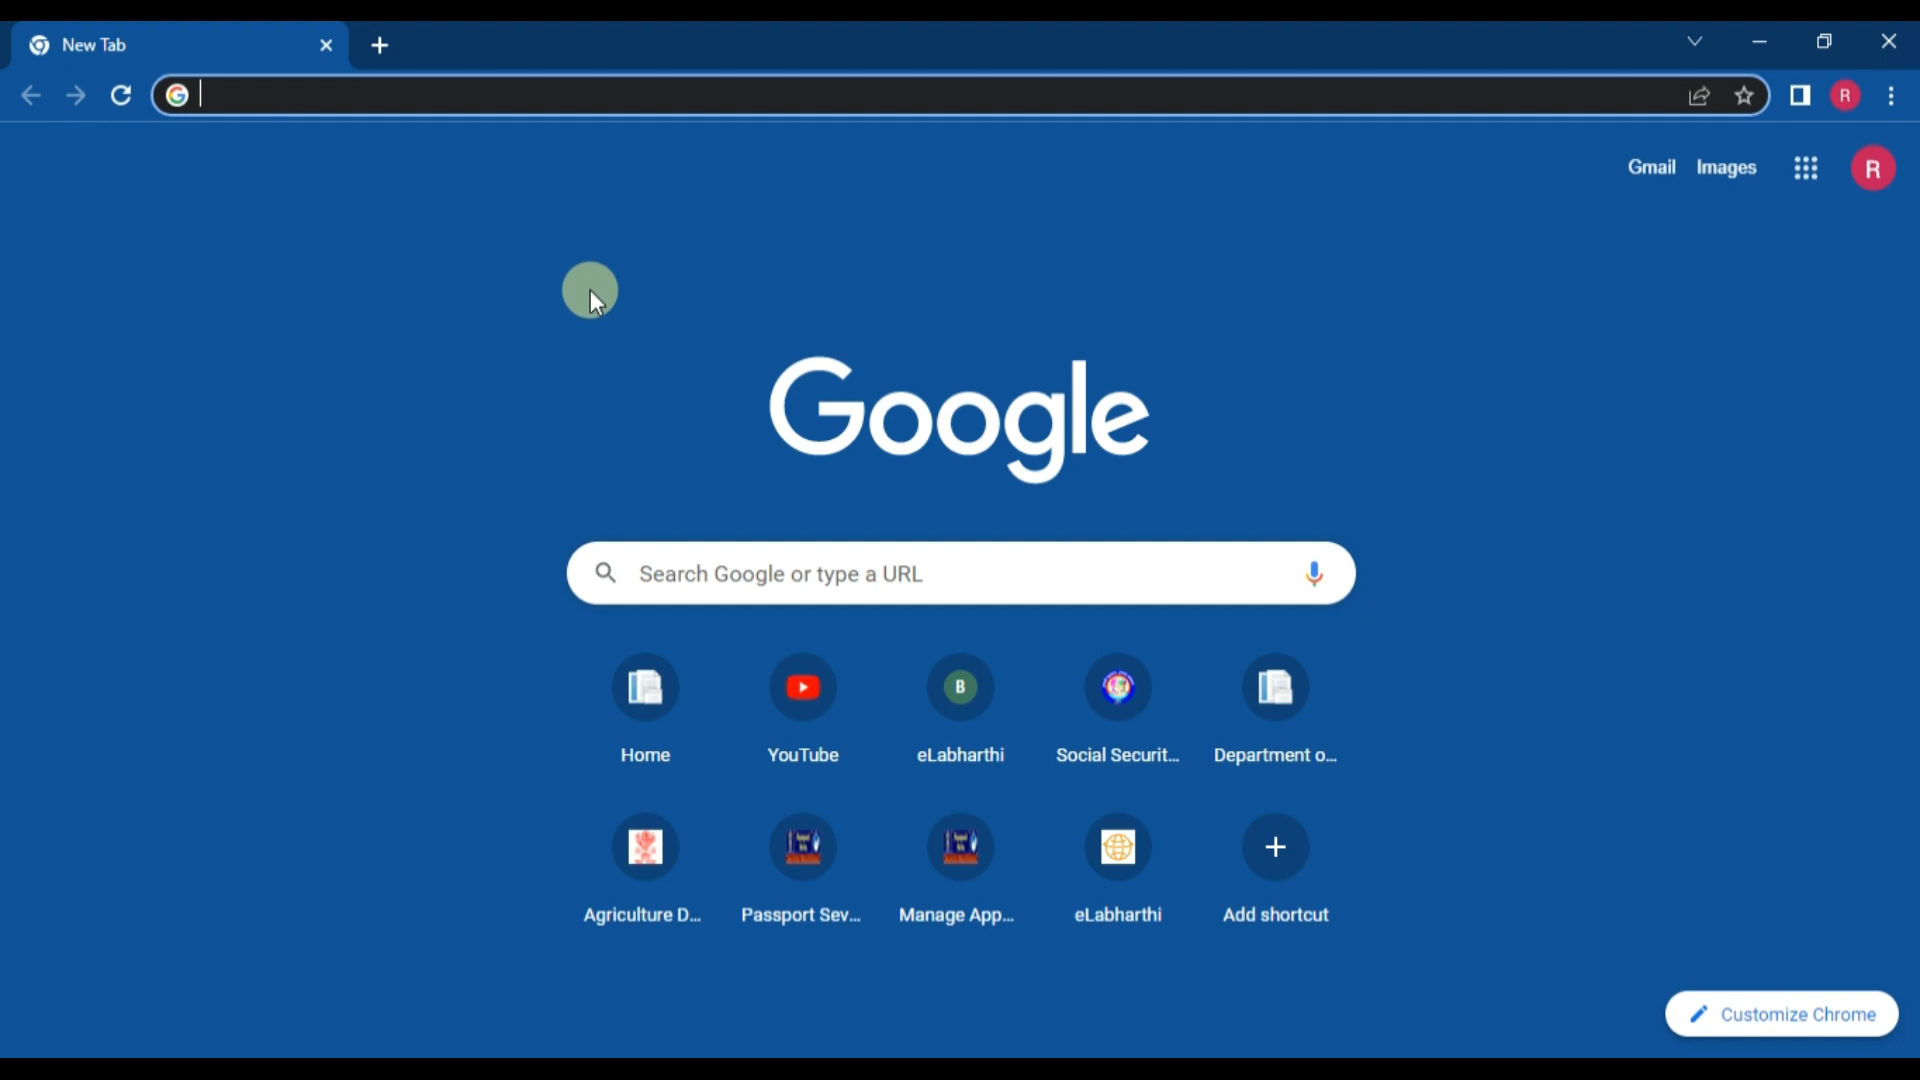 New Tab
R
Gmail Images R
Google
Search Google or type a URL
B
Home YouTube eLabharthi Social Securit... Department o...
Agriculture D... Passport Sev... Manage App... eLabharthi Add shortcut
Customize Chrome